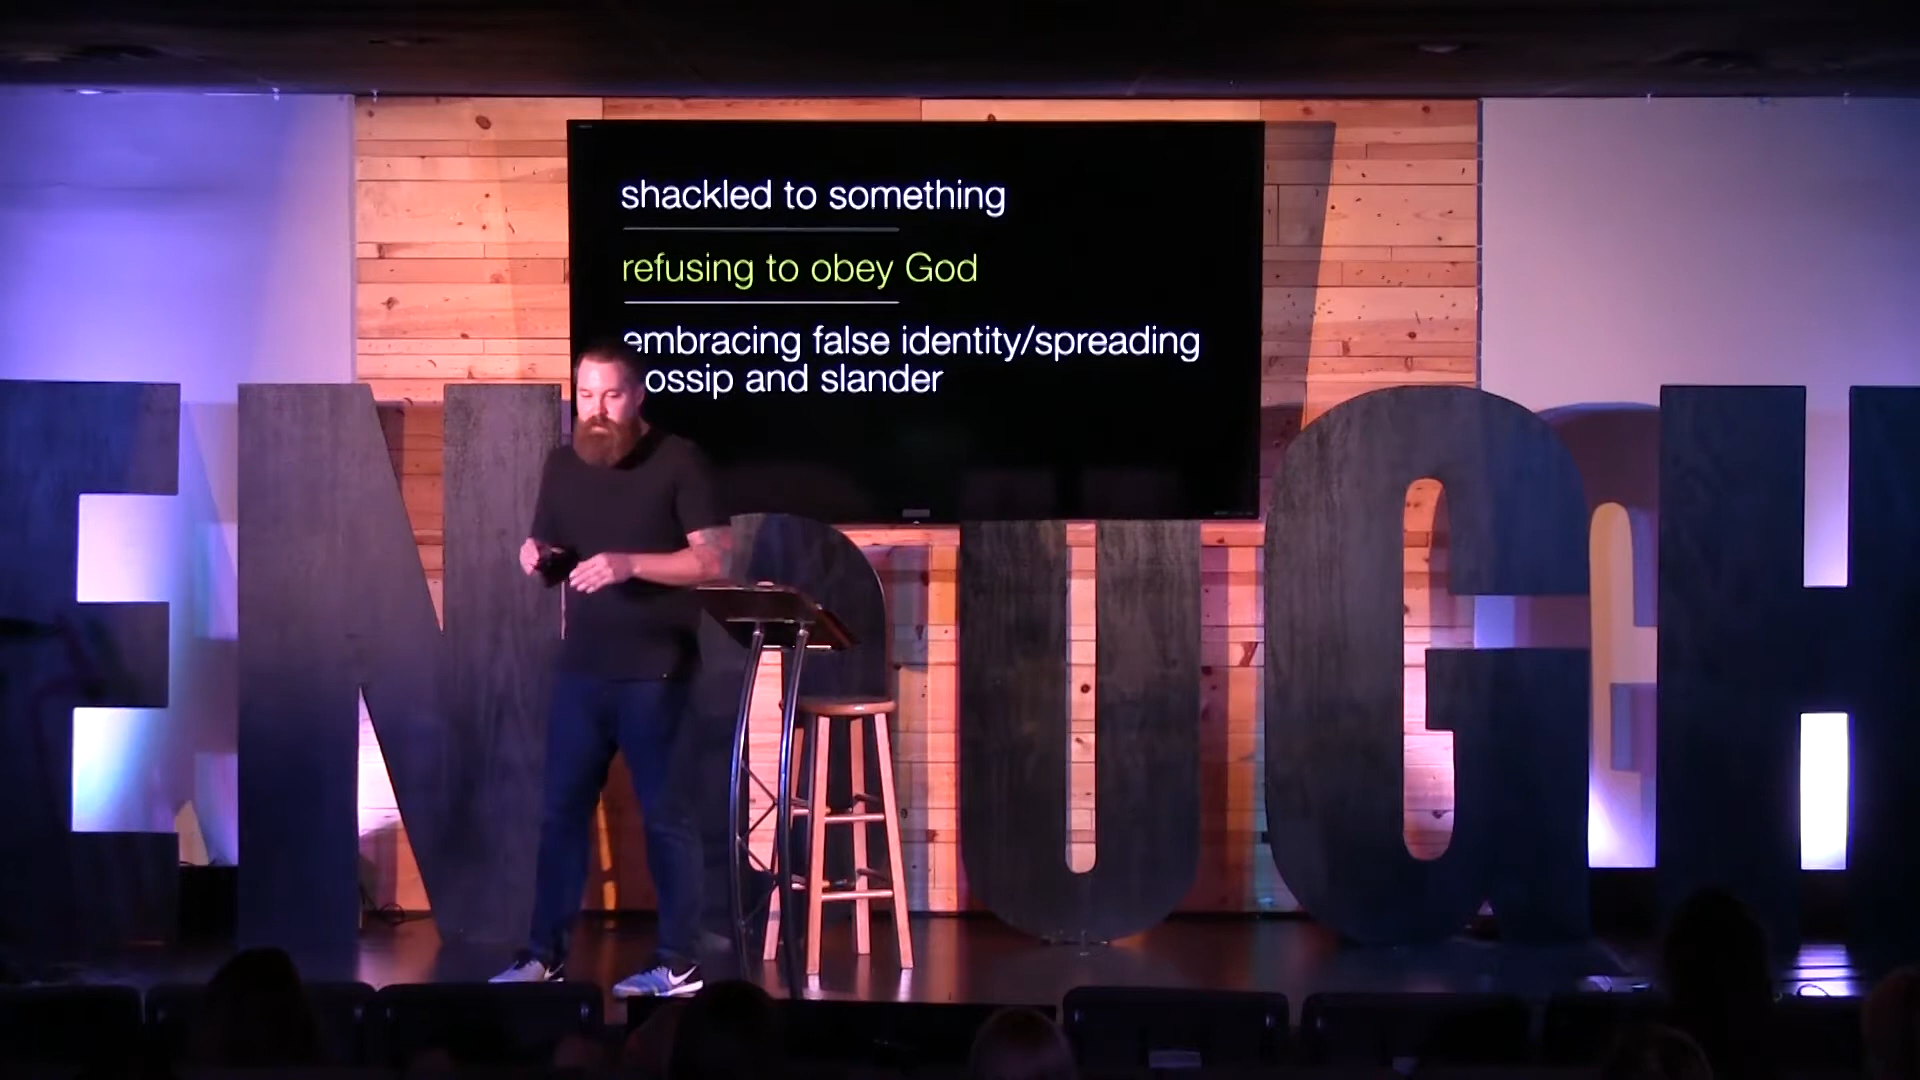 shackled to something
refusing to obey God
embracing false identity/spreading
ossip and slander
ENOUGH